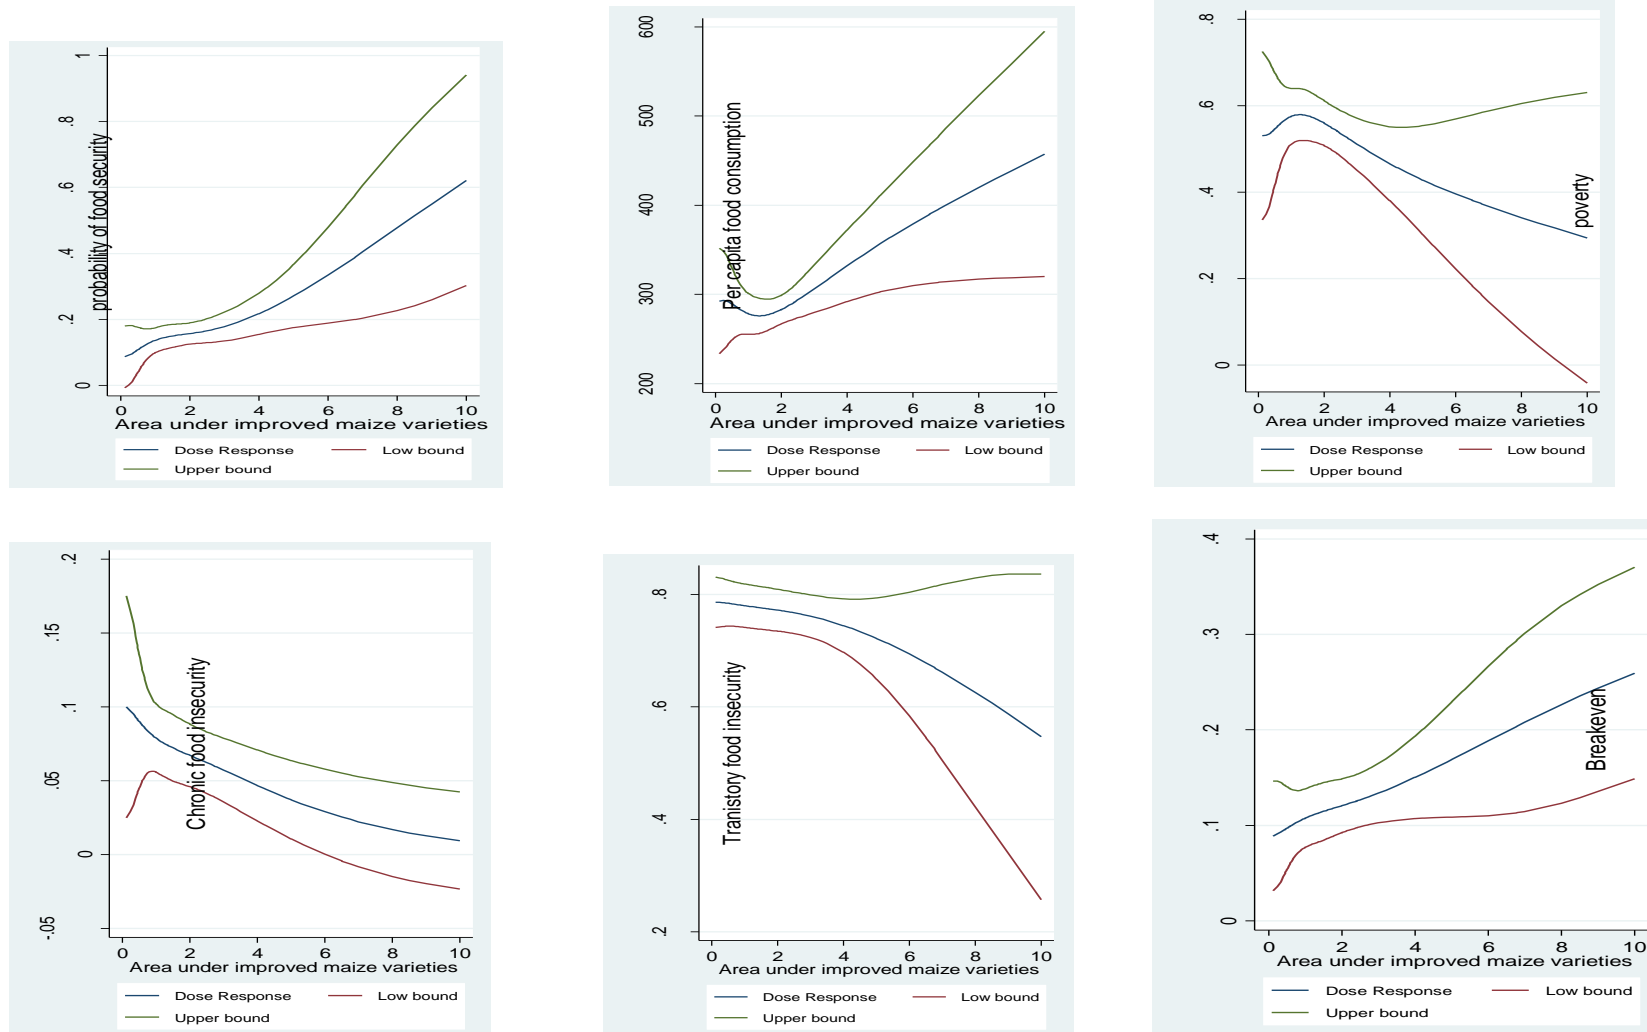 probability of food security
1
.8
.6
.4
.2
0
0 2 4 6 8 10
Area under improved maize varieties
Dose Response Low bound
Upper bound
Per capita food consumption
600
500
400
300
200
0 2 4 6 8 10
Area under improved maize varieties
Dose Response Low bound
Upper bound
poverty
.8
.6
.4
.2
0
0 2 4 6 8 10
Area under improved maize varieties
Dose Response Low bound
Upper bound
Chronic food insecurity
.2
.15
.1
.05
0
-.05
0 2 4 6 8 10
Area under improved maize varieties
Dose Response Low bound
Upper bound
Tranistory food insecurity
.8
.6
.4
.2
0 2 4 6 8 10
Area under improved maize varieties
Dose Response Low bound
Upper bound
Breakeven
.4
.3
.2
.1
0
0 2 4 6 8 10
Area under improved maize varieties
Dose Response Low bound
Upper bound